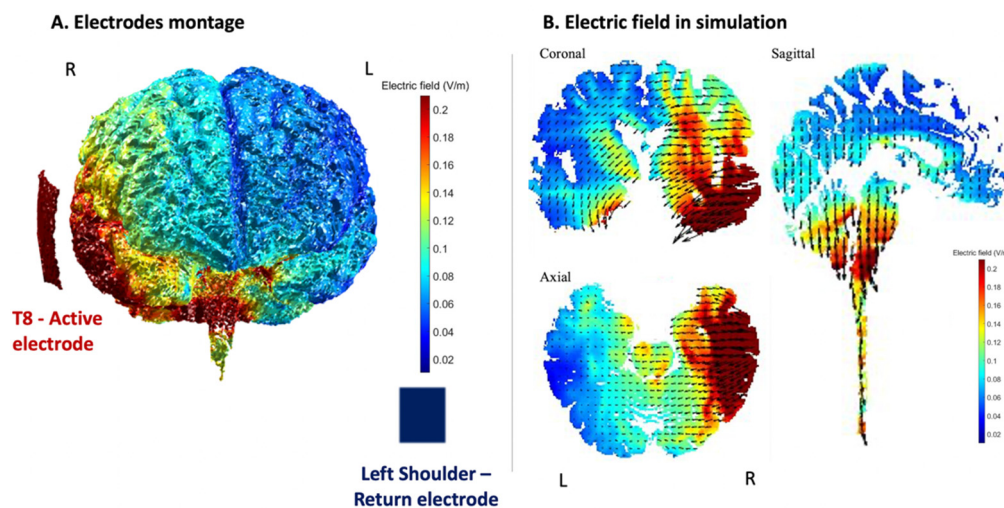 A. Electrodes montage
R
L
Electric field (V/m)
0.2
0.18
0.16
0.14
0.12
0.1
0.08
0.06
0.04
0.02
T8 - Active
electrode
Left Shoulder –
Return electrode
B. Electric field in simulation
Coronal
Sagittal
Axial
L
R
Electric field (V/m
0.2
0.18
0.16
0.14
0.12
0.1
0.08
0.06
0.04
0.02